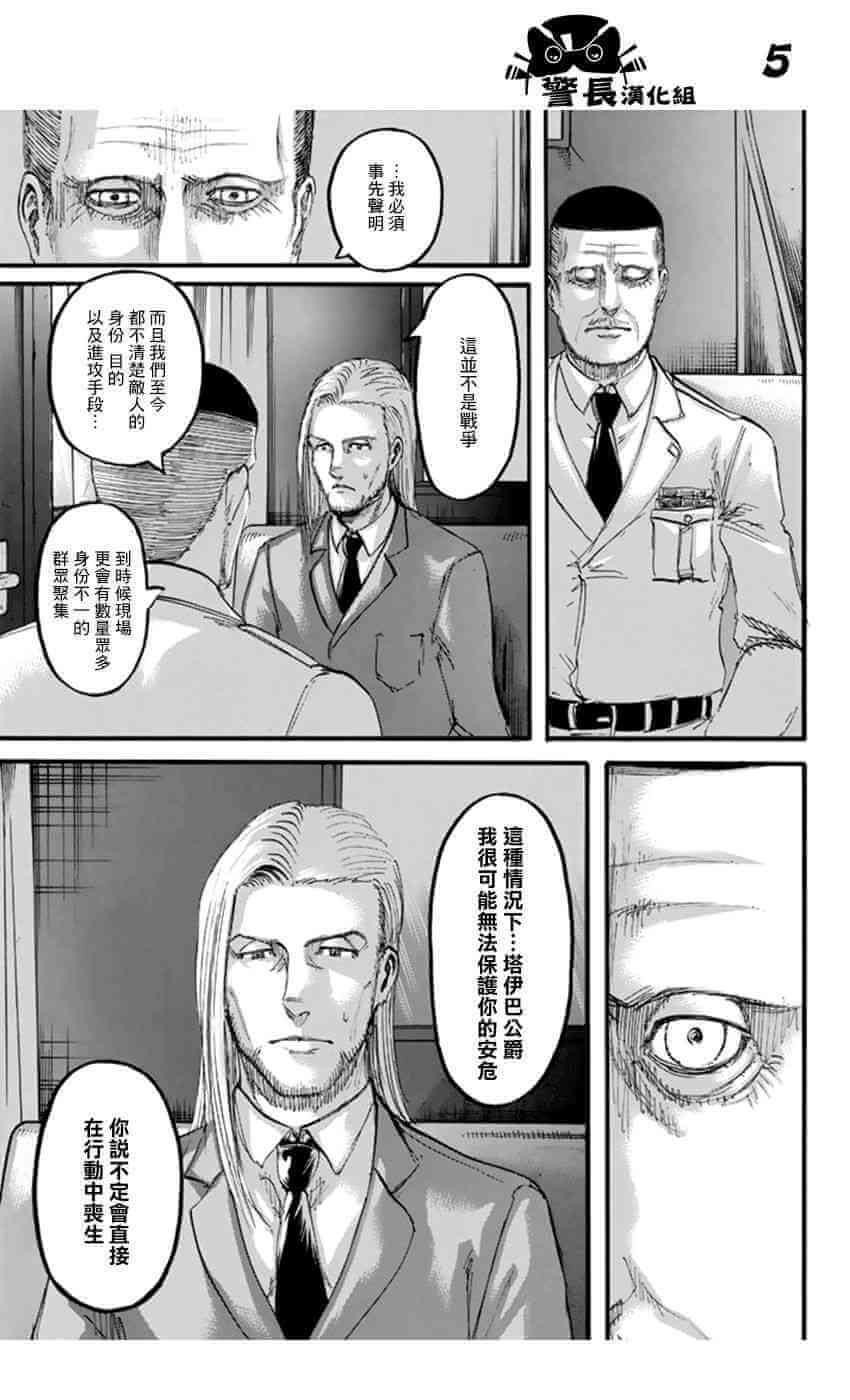 警長漢化組
5
…我必須
事先聲明
這並不是戰爭
而且我們至今
都不清楚敵人的
身份 目的
以及進攻手段…
到時候現場
更會有數量眾多
身份不一的
群眾聚集
這種情況下…塔伊巴公爵
我很可能無法保護你的安危
你說不定會直接
在行動中喪生